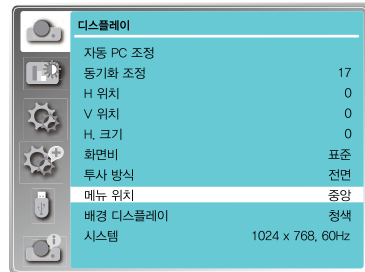 디스플레이
자동 PC 조정
동기화 조정 17
H 위치 0
V 위치 0
H. 크기 0
화면비 표준
투사 방식 전면
메뉴 위치 중앙
배경 디스플레이 청색
시스템 1024 x 768, 60Hz